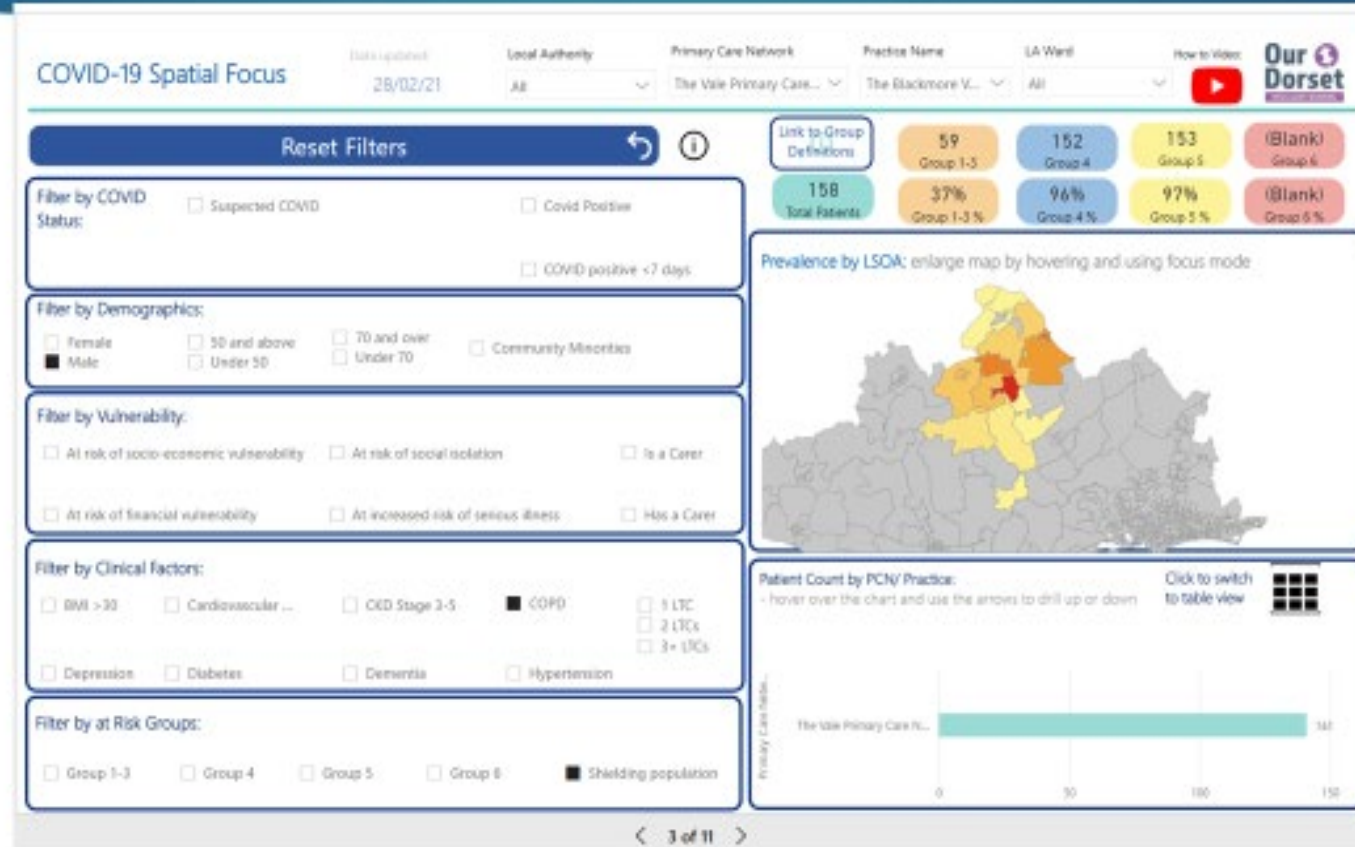 COVID-19 Spatial Focus
Date updated:
28/02/21
Local Authority
All
Primary Care Network
The Vale Primary Care...
Practice Name
The Blackmore V...
LA Ward
All
How to Video:
Our
Dorset
Reset Filters
Link to Group
Definitions
59
Group 1-3
152
Group 4
153
Group 5
(Blank)
Group 6
158
Total Patients
37%
Group 1-3 %
96%
Group 4 %
97%
Group 5 %
(Blank)
Group 6 %
Filter by COVID
Status:
Suspected COVID
Covid Positive
COVID positive <7 days
Filter by Demographics:
Female
Male
50 and above
Under 50
70 and over
Under 70
Community Minorities
Filter by Vulnerability:
At risk of socio-economic vulnerability
At risk of social isolation
Is a Carer
At risk of financial vulnerability
At increased risk of serious illness
Has a Carer
Filter by Clinical Factors:
BMI >30
Cardiovascular ...
CKD Stage 3-5
COPD
1 LTC
2 LTCs
3+ LTCs
Depression
Diabetes
Dementia
Hypertension
Filter by at Risk Groups:
Group 1-3
Group 4
Group 5
Group 6
Shielding population
Prevalence by LSOA: enlarge map by hovering and using focus mode
Patient Count by PCN/ Practice:
- hover over the chart and use the arrows to drill up or down
Click to switch
to table view
Primary Care Netw...
The Vale Primary Care N...
0
50
100
150
3 of 11